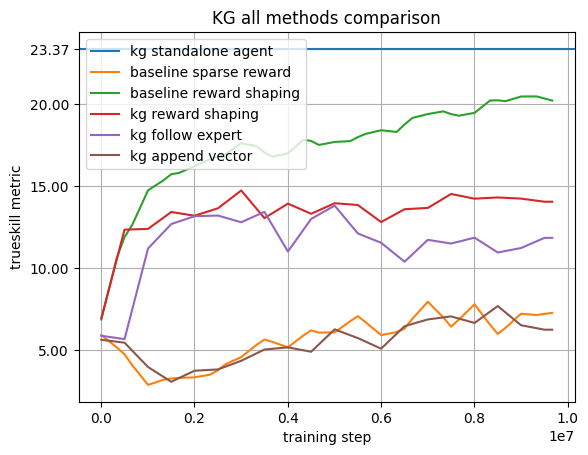 KG all methods comparison
23.37
20.00
15.00
10.00
5.00
trueskill metric
kg standalone agent
baseline sparse reward
baseline reward shaping
kg reward shaping
kg follow expert
kg append vector
0.0
0.2
0.4
0.6
0.8
1.0
1e7
training step